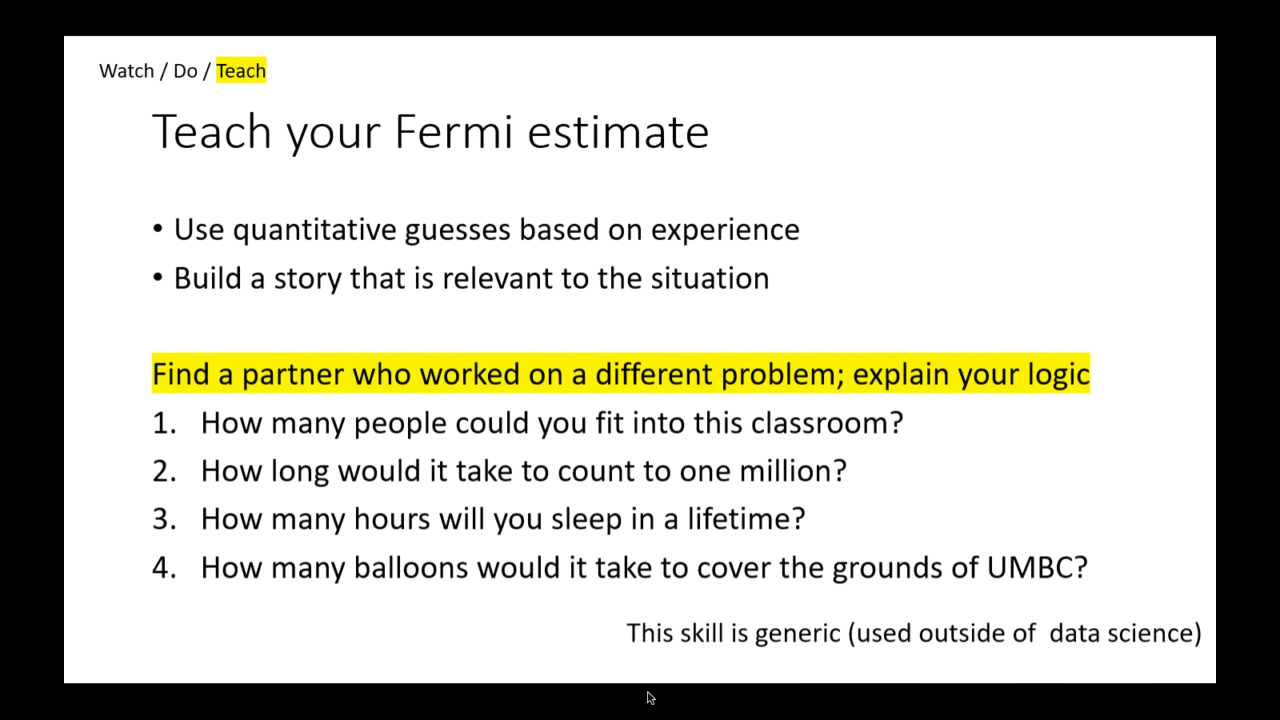 Watch / Do / Teach
Teach your Fermi estimate
• Use quantitative guesses based on experience
• Build a story that is relevant to the situation
Find a partner who worked on a different problem; explain your logic
1. How many people could you fit into this classroom?
2. How long would it take to count to one million?
3. How many hours will you sleep in a lifetime?
4. How many balloons would it take to cover the grounds of UMBC?
This skill is generic (used outside of  data science)